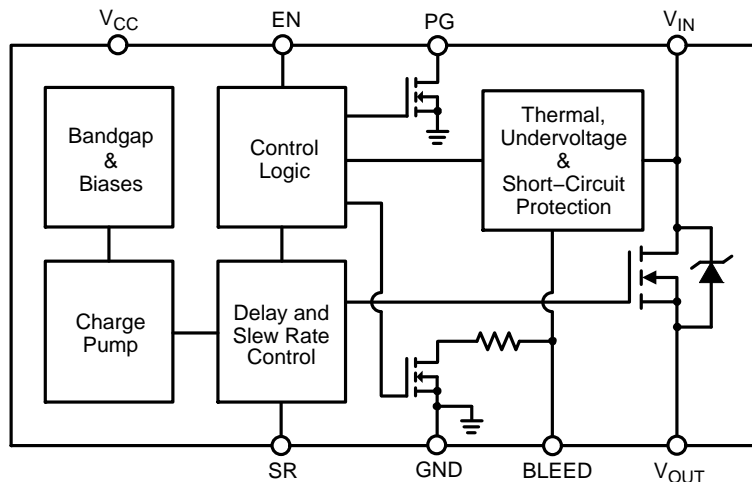 VCC
EN
PG
VIN
Bandgap
&
Biases
Control
Logic
Thermal,
Undervoltage
&
Short−Circuit
Protection
Charge
Pump
Delay and
Slew Rate
Control
SR
GND
BLEED
VOUT